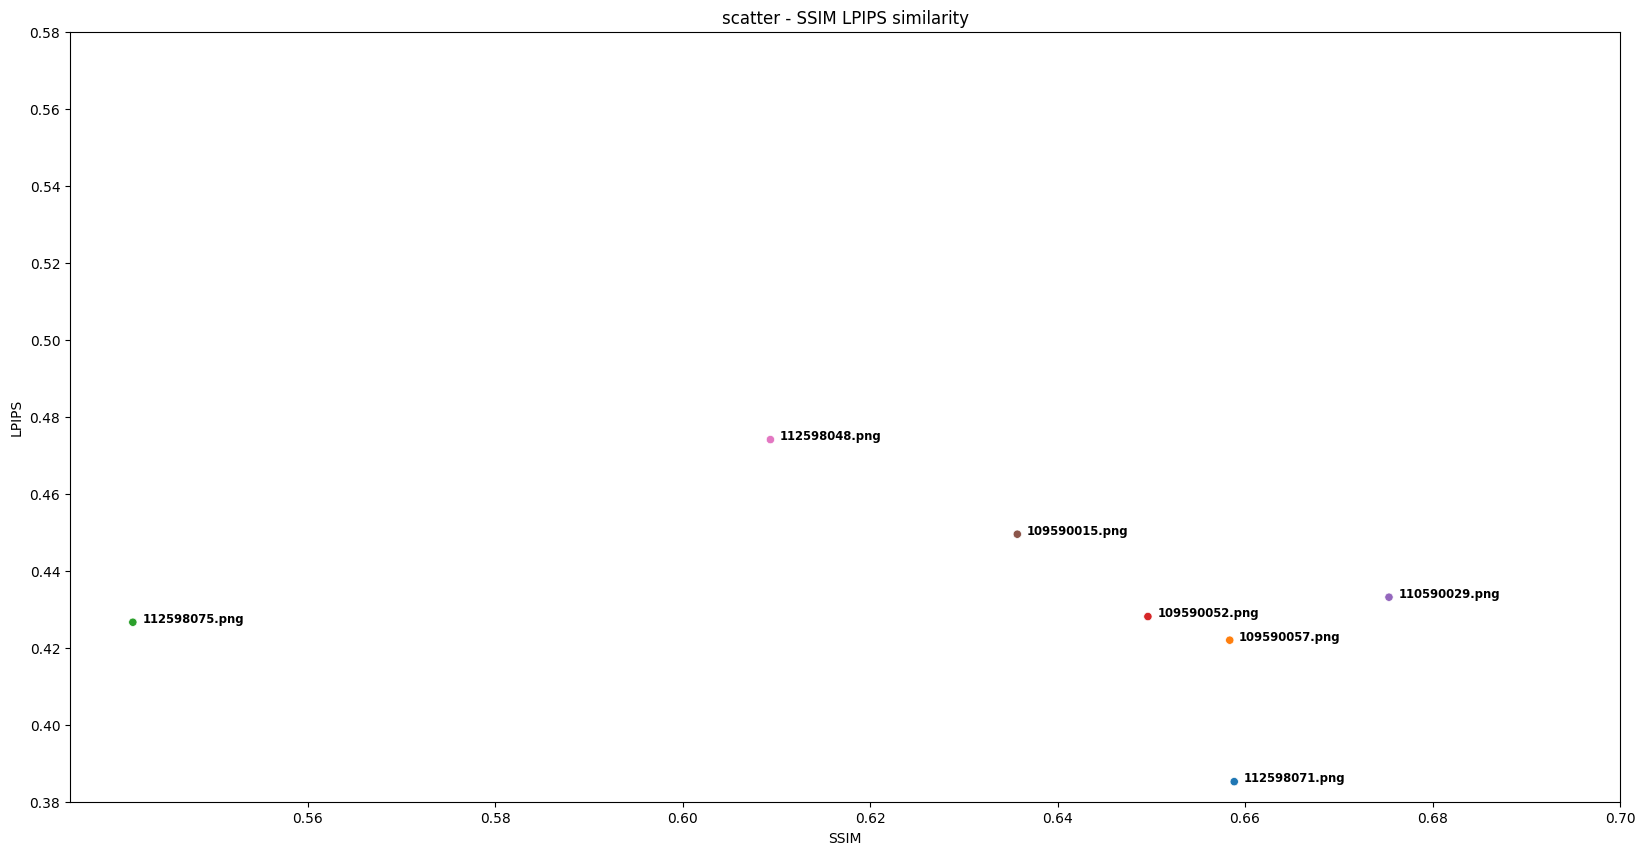 scatter - SSIM LPIPS similarity
0.58
0.56
0.54
0.52
0.50
0.48
0.46
0.44
0.42
0.40
0.38
LPIPS
112598048.png
109590015.png
110590029.png
109590052.png
112598075.png
109590057.png
112598071.png
0.56 0.58 0.60 0.62 0.64 0.66 0.68 0.70
SSIM